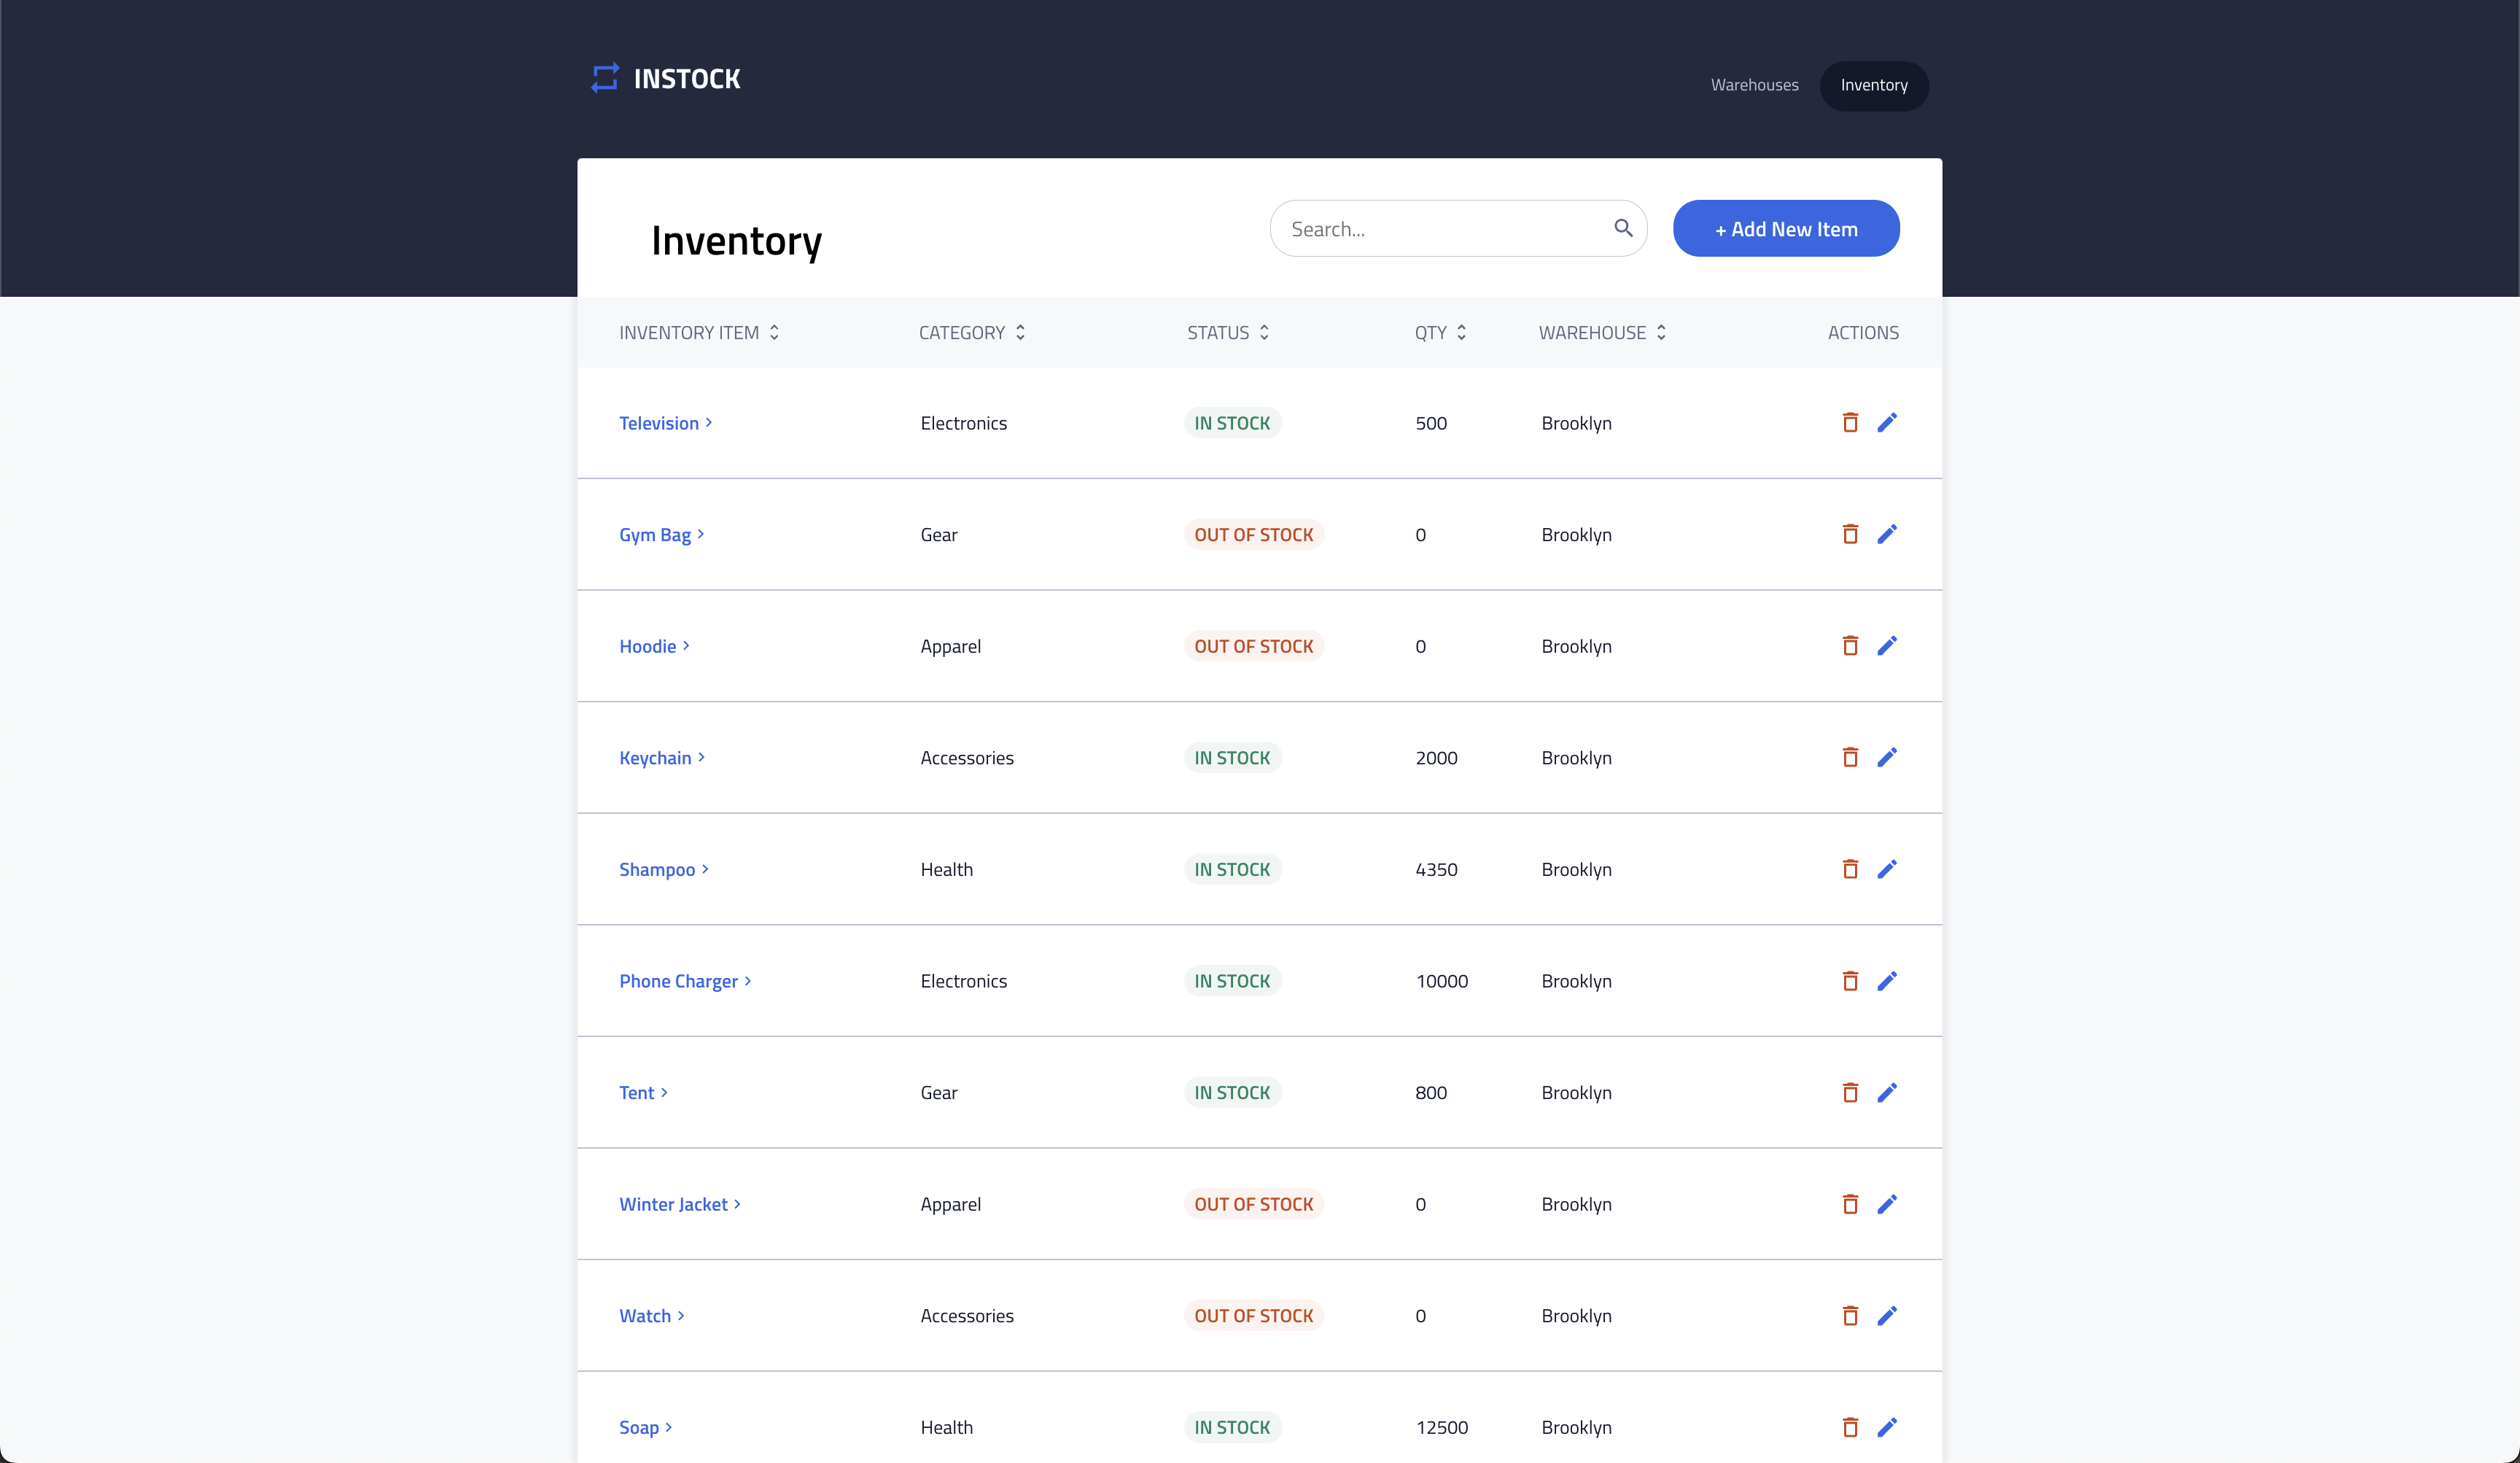 INSTOCK
Warehouses Inventory
Inventory
Search...
+ Add New Item
INVENTORY ITEM CATEGORY STATUS QTY WAREHOUSE ACTIONS
Television Electronics IN STOCK 500 Brooklyn
Gym Bag Gear OUT OF STOCK 0 Brooklyn
Hoodie Apparel OUT OF STOCK 0 Brooklyn
Keychain Accessories IN STOCK 2000 Brooklyn
Shampoo Health IN STOCK 4350 Brooklyn
Phone Charger Electronics IN STOCK 10000 Brooklyn
Tent Gear IN STOCK 800 Brooklyn
Winter Jacket Apparel OUT OF STOCK 0 Brooklyn
Watch Accessories OUT OF STOCK 0 Brooklyn
Soap Health IN STOCK 12500 Brooklyn